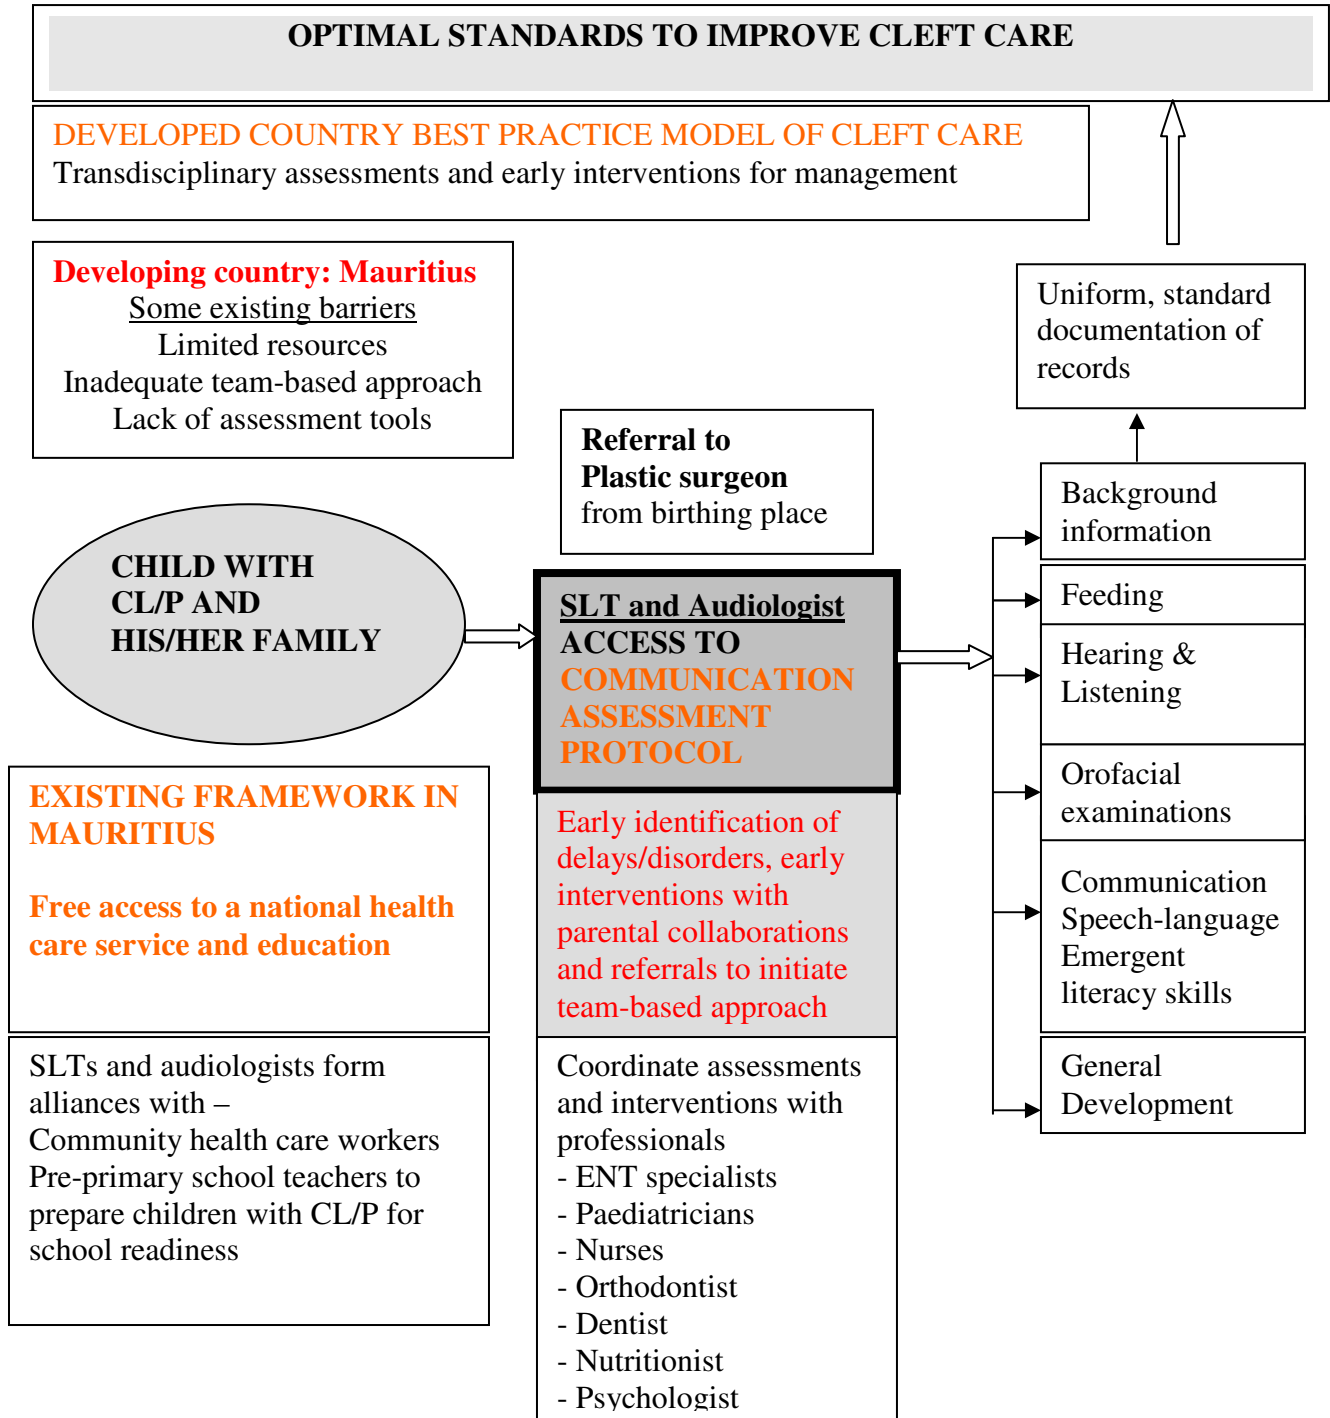 OPTIMAL STANDARDS TO IMPROVE CLEFT CARE
DEVELOPED COUNTRY BEST PRACTICE MODEL OF CLEFT CARE
Transdisciplinary assessments and early interventions for management
Developing country: Mauritius
Some existing barriers
Limited resources
Inadequate team-based approach
Lack of assessment tools
Uniform, standard
documentation of
records
Referral to
Plastic surgeon
from birthing place
CHILD WITH
CL/P AND
HIS/HER FAMILY
SLT and Audiologist
ACCESS TO
COMMUNICATION
ASSESSMENT
PROTOCOL
Background
information
Feeding
Hearing &
Listening
Orofacial
examinations
Communication
Speech-language
Emergent
literacy skills
General
Development
EXISTING FRAMEWORK IN
MAURITIUS
Free access to a national health
care service and education
Early identification of
delays/disorders, early
interventions with
parental collaborations
and referrals to initiate
team-based approach
SLTs and audiologists form
alliances with –
Community health care workers
Pre-primary school teachers to
prepare children with CL/P for
school readiness
Coordinate assessments
and interventions with
professionals
- ENT specialists
- Paediatricians
- Nurses
- Orthodontist
- Dentist
- Nutritionist
- Psychologist